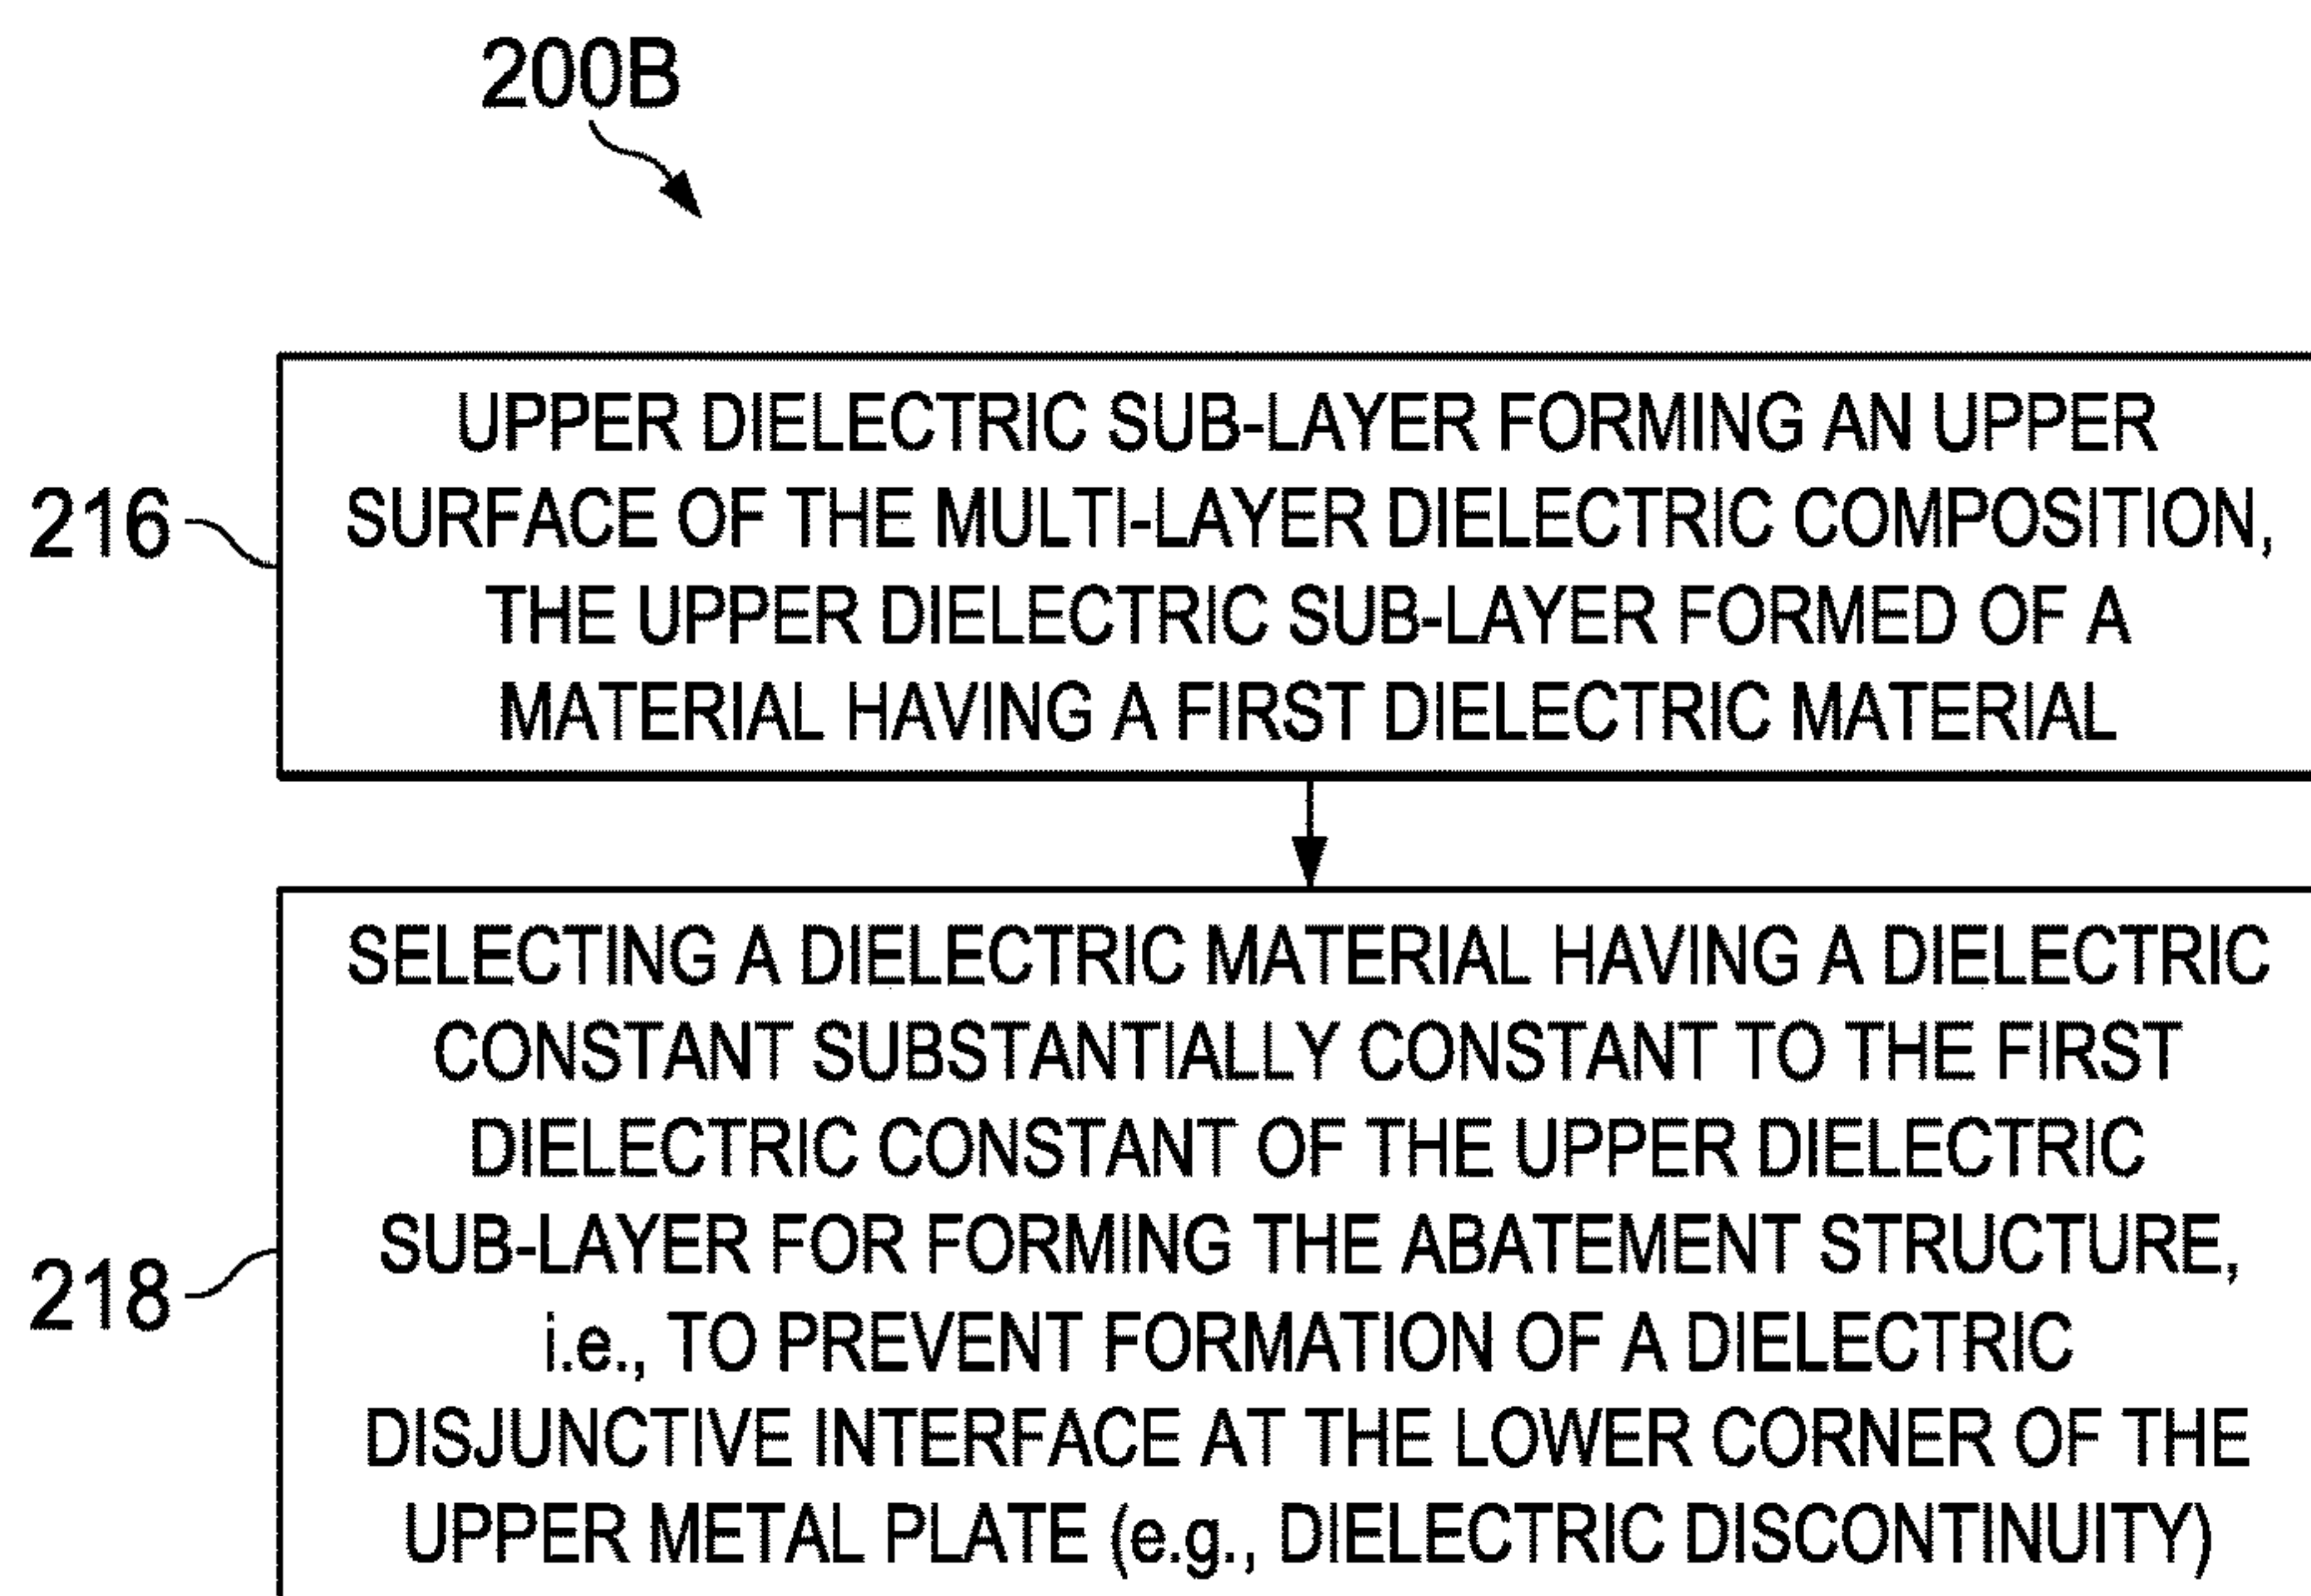 200B
216
UPPER DIELECTRIC SUB-LAYER FORMING AN UPPER
SURFACE OF THE MULTI-LAYER DIELECTRIC COMPOSITION,
THE UPPER DIELECTRIC SUB-LAYER FORMED OF A
MATERIAL HAVING A FIRST DIELECTRIC MATERIAL
218
SELECTING A DIELECTRIC MATERIAL HAVING A DIELECTRIC
CONSTANT SUBSTANTIALLY CONSTANT TO THE FIRST
DIELECTRIC CONSTANT OF THE UPPER DIELECTRIC
SUB-LAYER FOR FORMING THE ABATEMENT STRUCTURE,
i.e., TO PREVENT FORMATION OF A DIELECTRIC
DISJUNCTIVE INTERFACE AT THE LOWER CORNER OF THE
UPPER METAL PLATE (e.g., DIELECTRIC DISCONTINUITY)